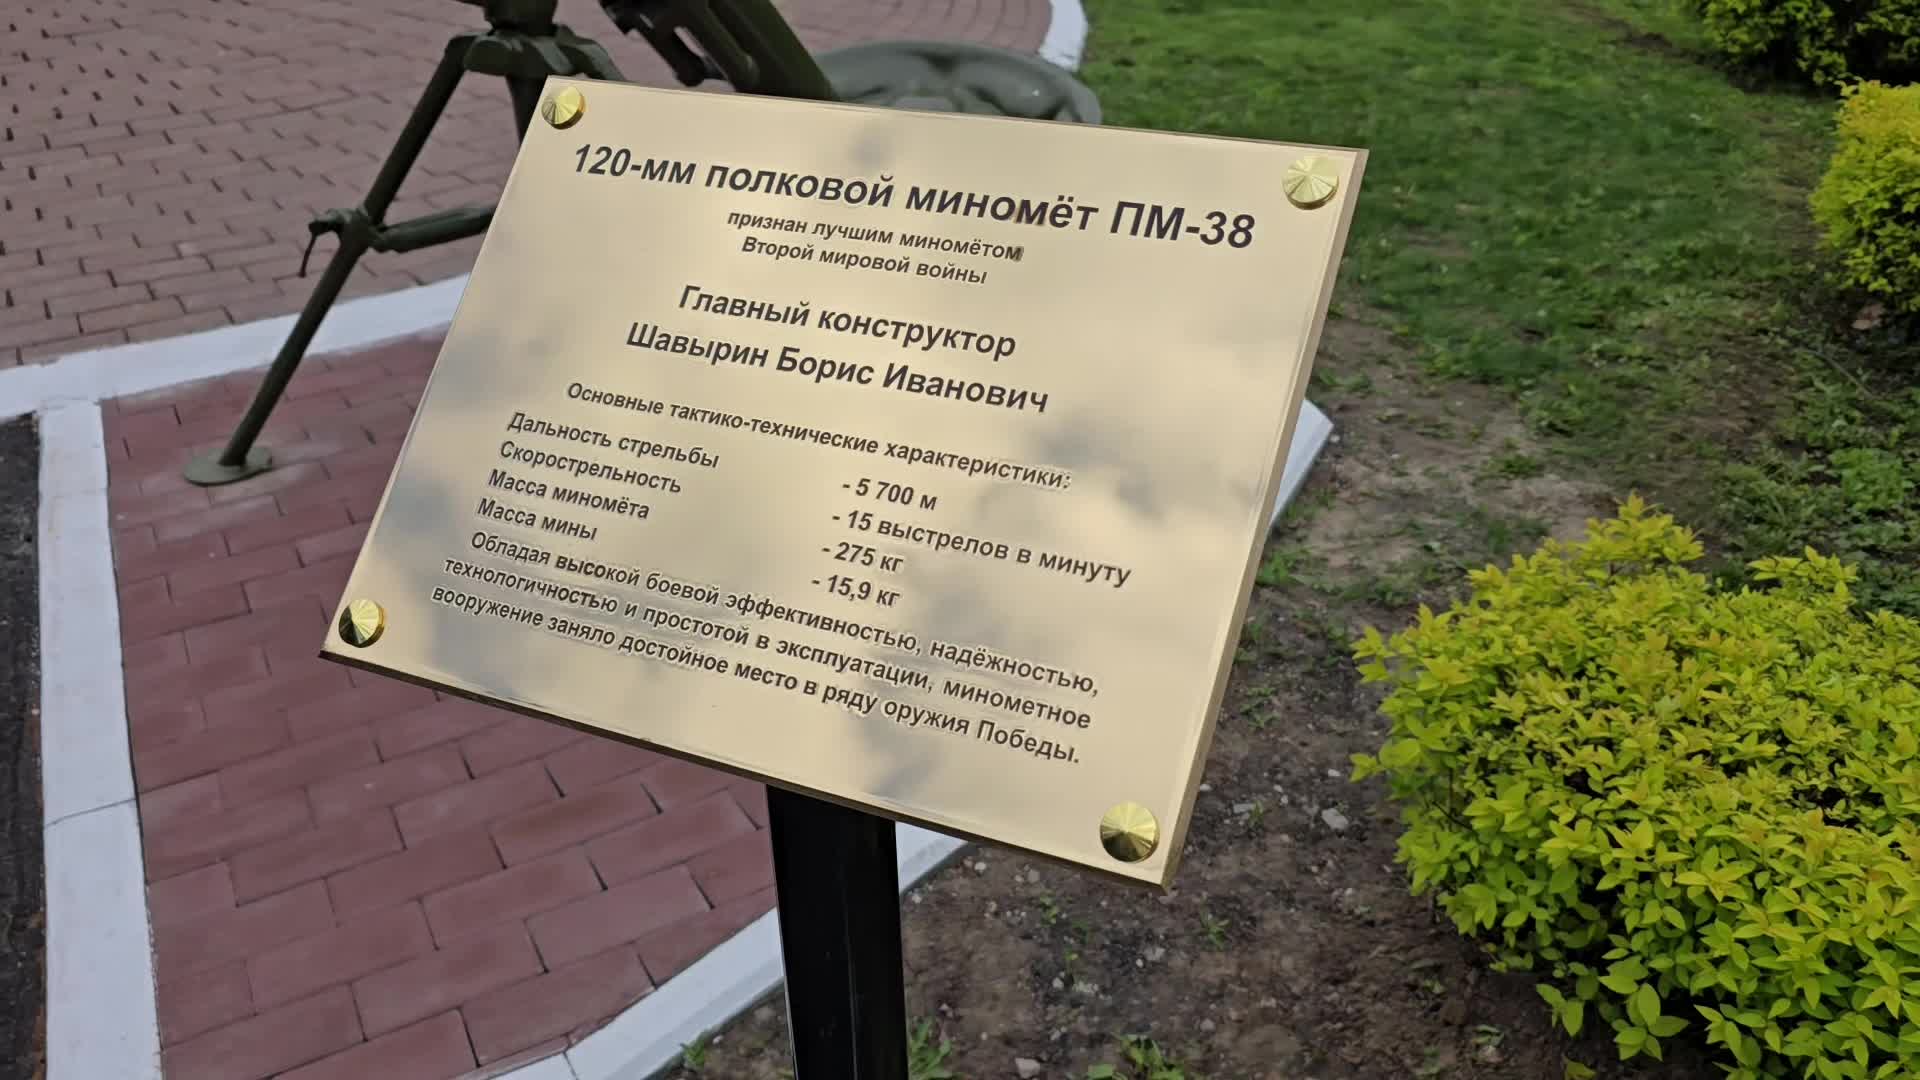 120-мм полковой миномёт ПМ-38
признан лучшим миномётом
Второй мировой войны
Главный конструктор
Шавырин Борис Иванович
Основные тактико-технические характеристики:
Дальность стрельбы - 5 700 м
Скорострельность - 15 выстрелов в минуту
Масса миномёта - 275 кг
Масса мины - 15,9 кг
Обладая высокой боевой эффективностью, надёжностью,
технологичностью и простотой в эксплуатации, минометное
вооружение заняло достойное место в ряду оружия Победы.